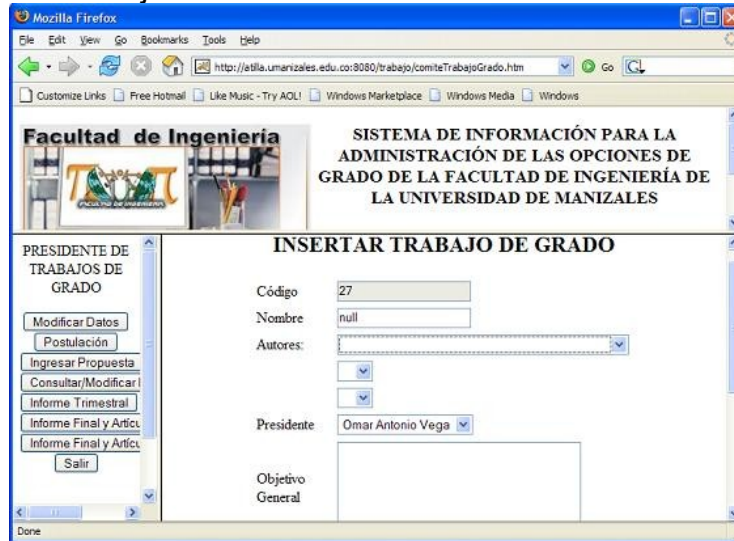 Mozilla Firefox
File Edit View Go Bookmarks Tools Help
http://atilla.umanizales.edu.co:8080/trabajo/comiteTrabajoGrado.htm Go
Customize Links Free Hotmail Like Music - Try AOL! Windows Marketplace Windows Media Windows
Facultad de Ingeniería
FACULTAD DE INGENIERIA
SISTEMA DE INFORMACIÓN PARA LA
ADMINISTRACIÓN DE LAS OPCIONES DE
GRADO DE LA FACULTAD DE INGENIERÍA DE
LA UNIVERSIDAD DE MANIZALES
PRESIDENTE DE
TRABAJOS DE
GRADO
Modificar Datos
Postulación
Ingresar Propuesta
Consultar/Modificar
Informe Trimestral
Informe Final y Artícu
Informe Final y Artícu
Salir
INSERTAR TRABAJO DE GRADO
Código 27
Nombre null
Autores:
Presidente Omar Antonio Vega
Objetivo
General
Done